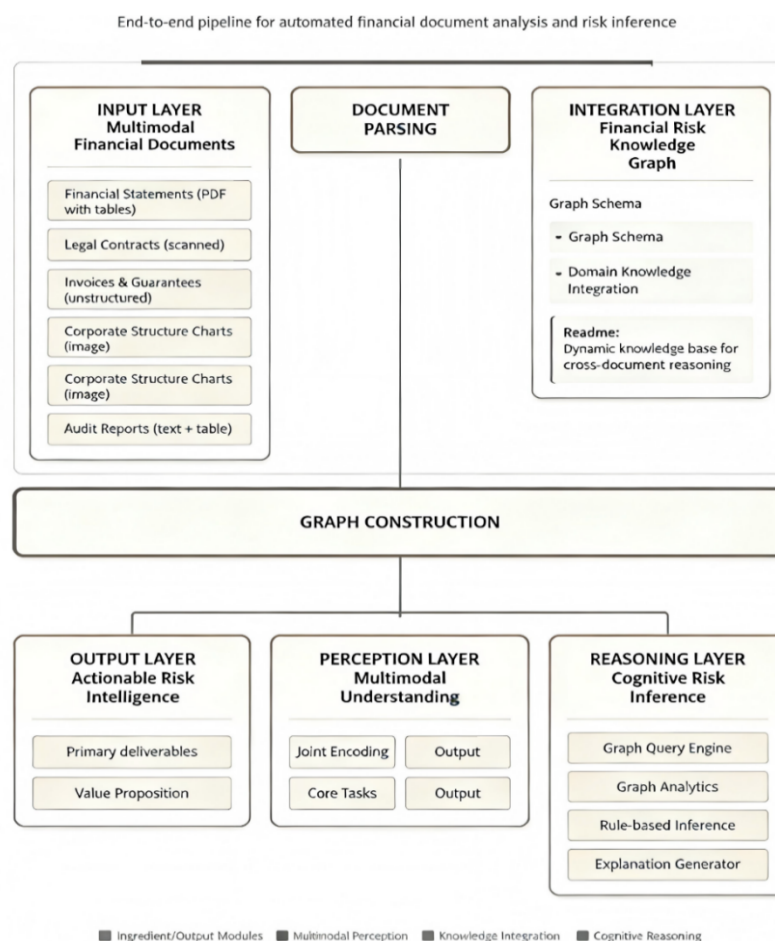 End-to-end pipeline for automated financial document analysis and risk inference
INPUT LAYER
Multimodal
Financial Documents
Financial Statements (PDF
with tables)
Legal Contracts (scanned)
Invoices & Guarantees
(unstructured)
Corporate Structure Charts
(image)
Corporate Structure Charts
(image)
Audit Reports (text + table)
DOCUMENT
PARSING
INTEGRATION LAYER
Financial Risk
Knowledge
Graph
Graph Schema
- Graph Schema
- Domain Knowledge
Integration
Readme:
Dynamic knowledge base for
cross-document reasoning
GRAPH CONSTRUCTION
OUTPUT LAYER
Actionable Risk
Intelligence
Primary deliverables
Value Proposition
PERCEPTION LAYER
Multimodal
Understanding
Joint Encoding
Output
Core Tasks
Output
REASONING LAYER
Cognitive Risk
Inference
Graph Query Engine
Graph Analytics
Rule-based Inference
Explanation Generator
Ingredient/Output Modules
Multimodal Perception
Knowledge Integration
Cognitive Reasoning